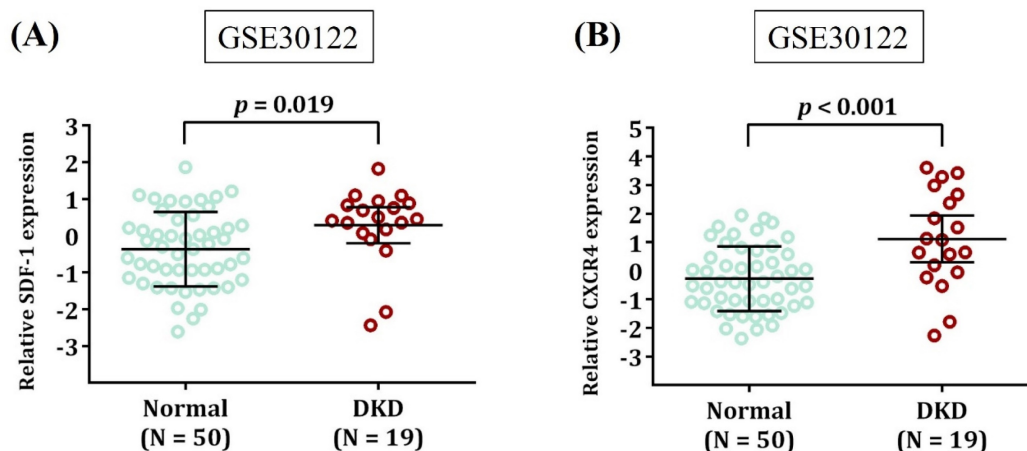 (A)
GSE30122
p = 0.019
Relative SDF-1 expression
3
2
1
0
-1
-2
-3
Normal
(N = 50)
DKD
(N = 19)
(B)
GSE30122
p < 0.001
Relative CXCR4 expression
5
4
3
2
1
0
-1
-2
-3
Normal
(N = 50)
DKD
(N = 19)